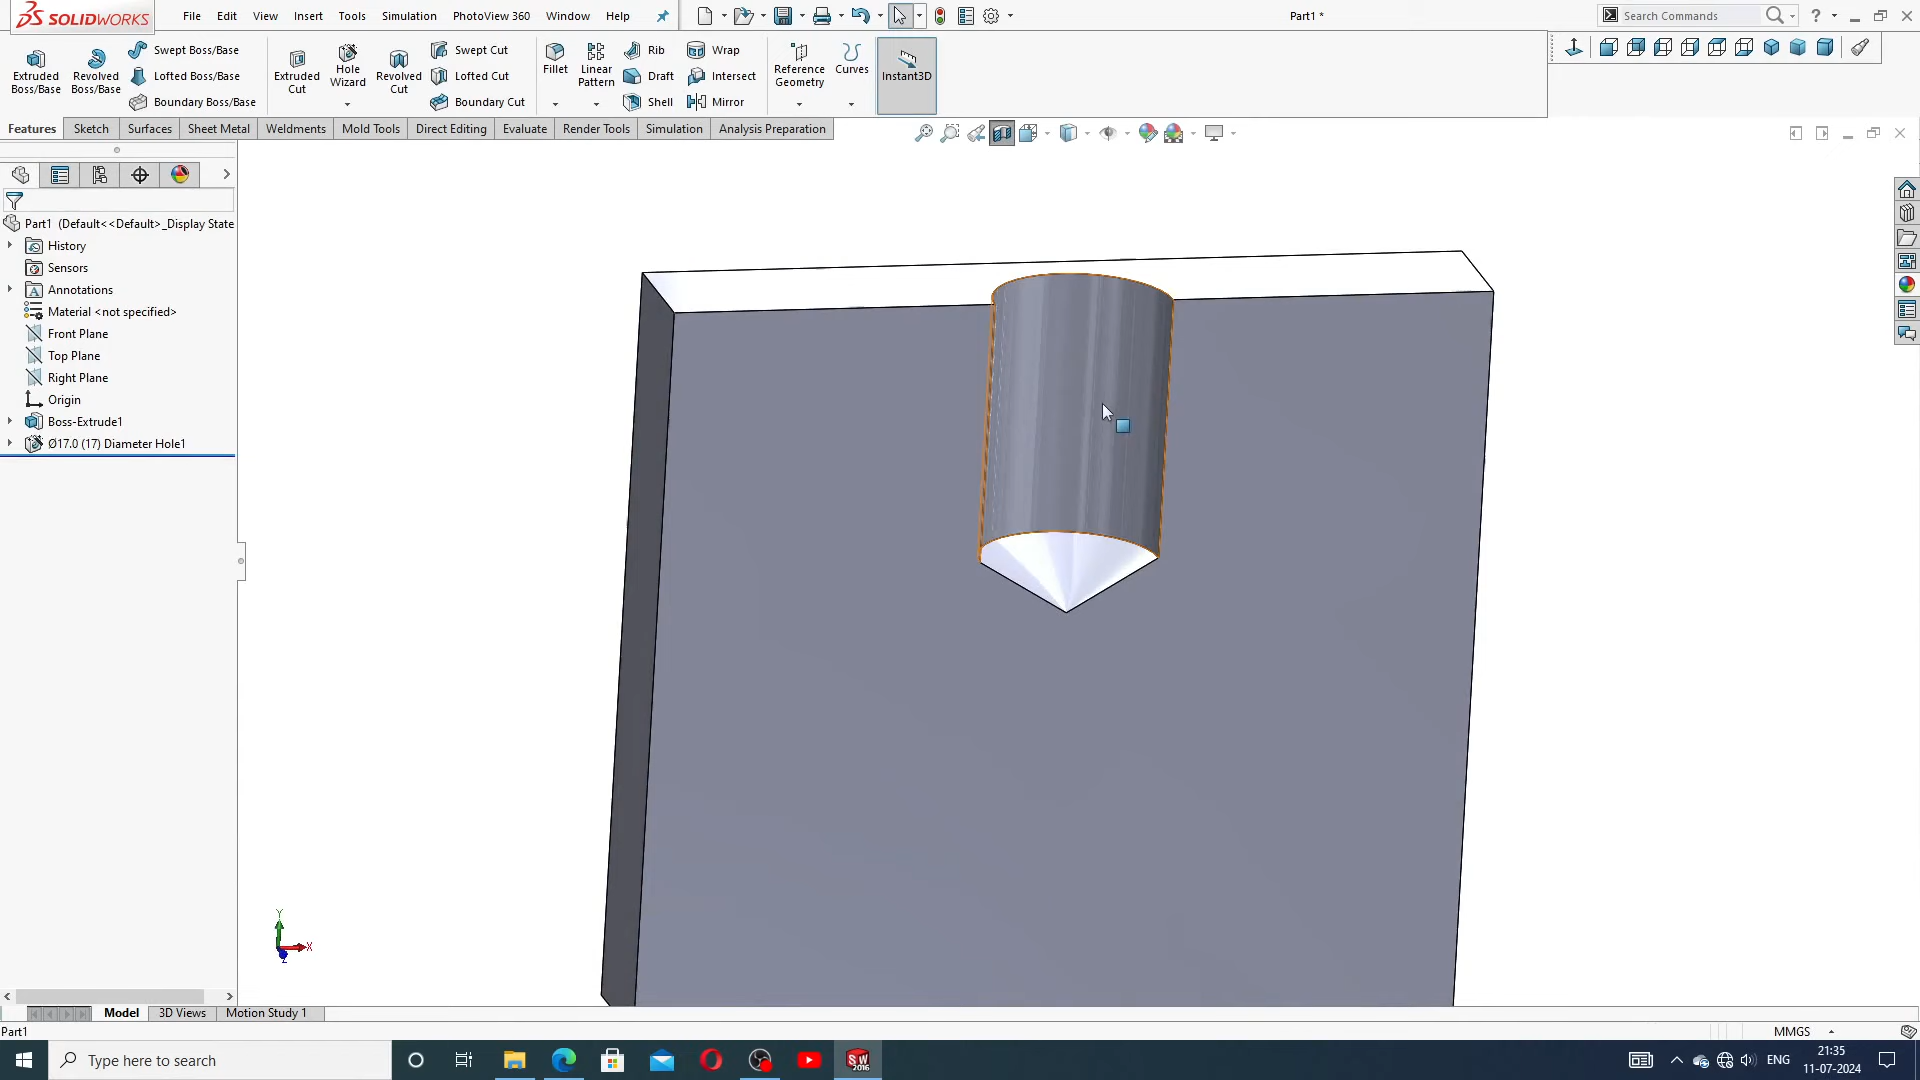 SOLIDWORKS File Edit View Insert Tools Simulation PhotoView 360 Window Help Part1 * Search Commands ?
Extruded Boss/Base
Revolved Boss/Base
Swept Boss/Base
Lofted Boss/Base
Boundary Boss/Base
Extruded Cut
Hole Wizard
Revolved Cut
Swept Cut
Lofted Cut
Boundary Cut
Fillet
Linear Pattern
Rib
Draft
Shell
Wrap
Intersect
Mirror
Reference Geometry
Curves
Instant3D
Features Sketch Surfaces Sheet Metal Weldments Mold Tools Direct Editing Evaluate Render Tools Simulation Analysis Preparation
Part1 (Default<<Default>_Display State
History
Sensors
A Annotations
Material <not specified>
Front Plane
Top Plane
Right Plane
Origin
Boss-Extrude1
Ø17.0 (17) Diameter Hole1
Y
X
Z
Model 3D Views Motion Study 1
Part1 MMGS
Type here to search
SW 2016
ENG
21:35
11-07-2024